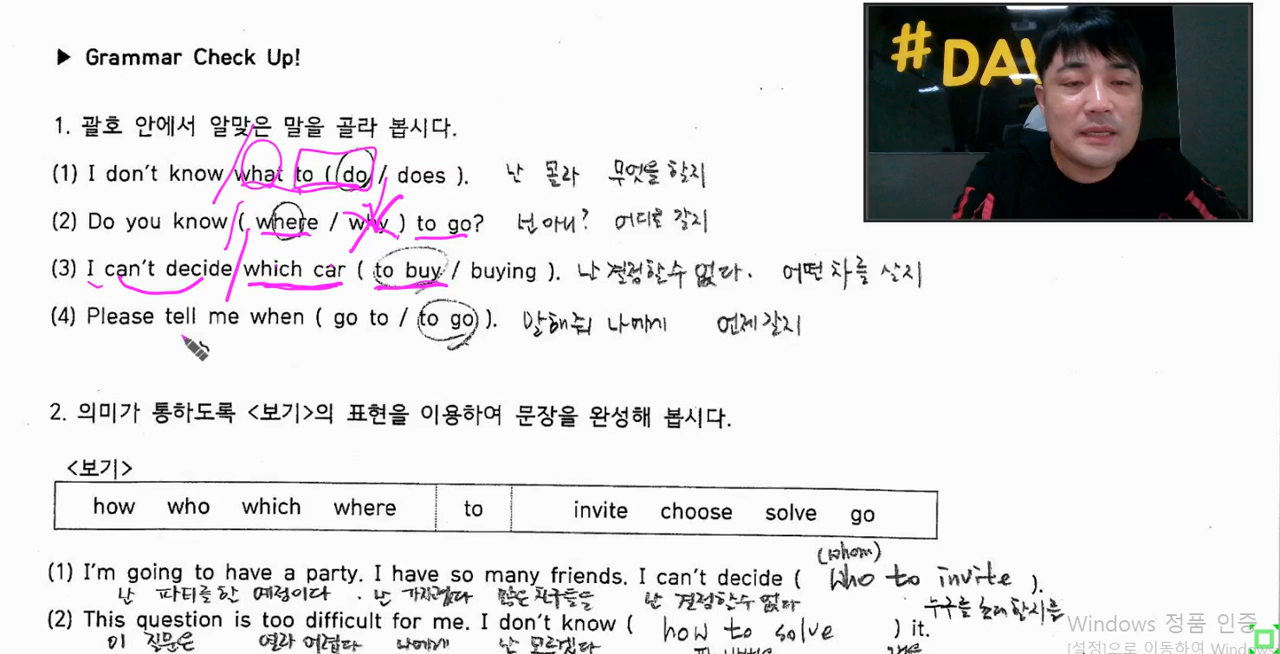 #DAV
▶ Grammar Check Up!
1. 괄호 안에서 알맞은 말을 골라 봅시다.
(1) I don't know what to ( do / does ). 난 몰라 무엇을 할지
(2) Do you know ( where / why ) to go? 넌 아니? 어디로 갈지
(3) I can't decide which car ( to buy / buying ). 난 결정할수 없다. 어떤 차를 살지
(4) Please tell me when ( go to / to go ). 말해줘 나에게 언제 갈지
2. 의미가 통하도록 <보기>의 표현을 이용하여 문장을 완성해 봅시다.
<보기>
how who which where to invite choose solve go
(whom)
(1) I'm going to have a party. I have so many friends. I can't decide ( who to invite ).
난 파티를 할 예정이다. 난 가지겠다 많은 친구들을 난 결정할수 없다 누구를 초대할지를
(2) This question is too difficult for me. I don't know ( how to solve ) it.
이 질문은 어렵다 나에게 난 모르겠다
Windows 정품 인증
[설정]으로 이동하여 Windows